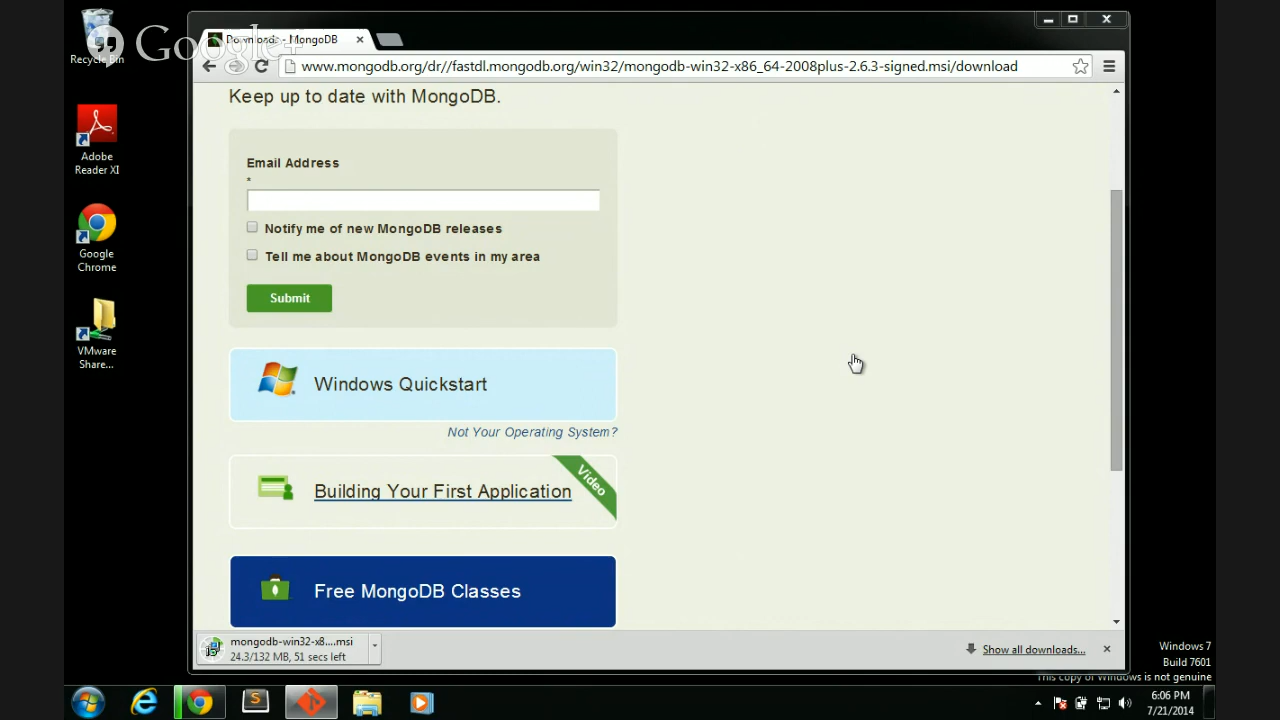 Recycle Bin
Google+
Downloads - MongoDB
www.mongodb.org/dr//fastdl.mongodb.org/win32/mongodb-win32-x86_64-2008plus-2.6.3-signed.msi/download
Keep up to date with MongoDB.
Email Address
*
Notify me of new MongoDB releases
Tell me about MongoDB events in my area
Submit
Windows Quickstart
Not Your Operating System?
Building Your First Application
Video
Free MongoDB Classes
mongodb-win32-x8....msi
24.3/132 MB, 51 secs left
Show all downloads...
Adobe
Reader XI
Google
Chrome
VMware
Share...
Windows 7
Build 7601
This copy of Windows is not genuine
6:06 PM
7/21/2014